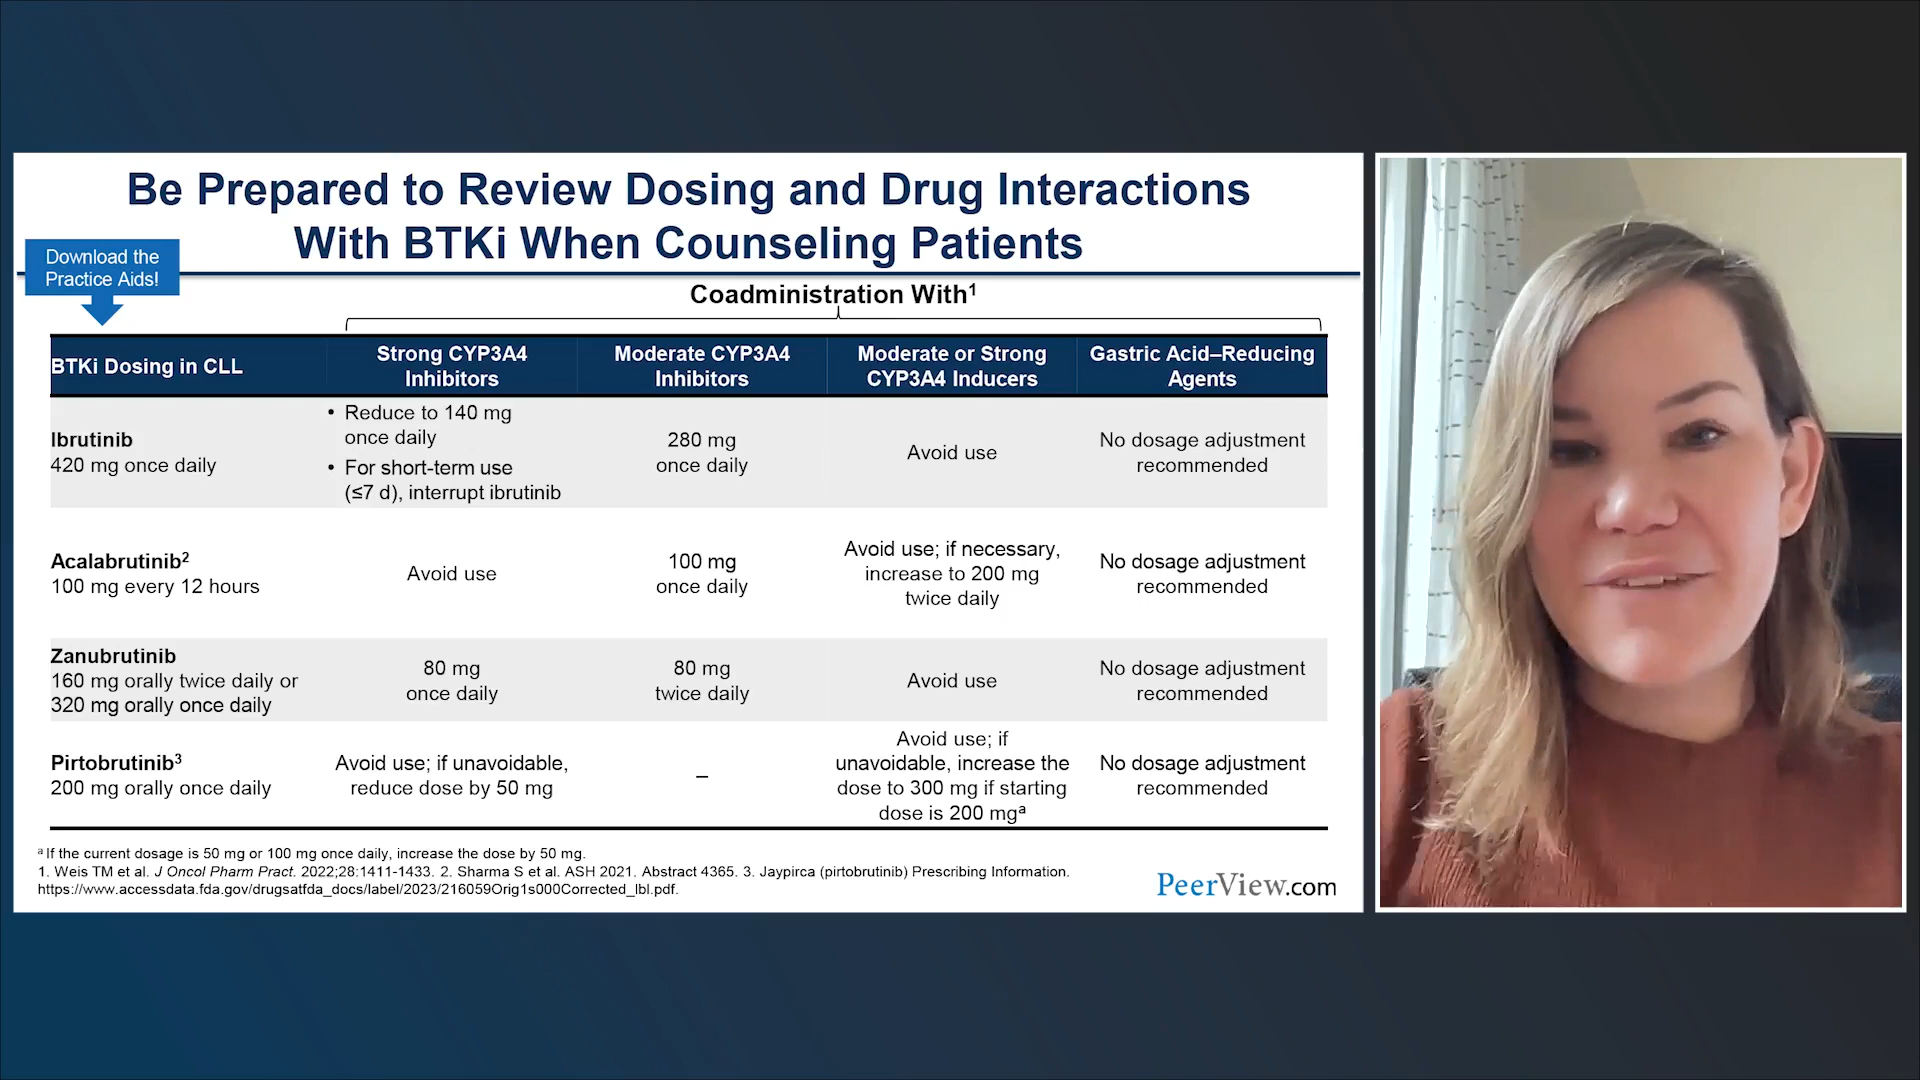 Be Prepared to Review Dosing and Drug Interactions
With BTKi When Counseling Patients
Download the
Practice Aids!
Coadministration With¹
BTKi Dosing in CLL
Strong CYP3A4
Inhibitors
Moderate CYP3A4
Inhibitors
Moderate or Strong
CYP3A4 Inducers
Gastric Acid–Reducing
Agents
Ibrutinib
420 mg once daily
• Reduce to 140 mg
once daily
• For short-term use
(≤7 d), interrupt ibrutinib
280 mg
once daily
Avoid use
No dosage adjustment
recommended
Acalabrutinib²
100 mg every 12 hours
Avoid use
100 mg
once daily
Avoid use; if necessary,
increase to 200 mg
twice daily
No dosage adjustment
recommended
Zanubrutinib
160 mg orally twice daily or
320 mg orally once daily
80 mg
once daily
80 mg
twice daily
Avoid use
No dosage adjustment
recommended
Pirtobrutinib³
200 mg orally once daily
Avoid use; if unavoidable,
reduce dose by 50 mg
–
Avoid use; if
unavoidable, increase the
dose to 300 mg if starting
dose is 200 mgᵃ
No dosage adjustment
recommended
ᵃ If the current dosage is 50 mg or 100 mg once daily, increase the dose by 50 mg.
1. Weis TM et al. J Oncol Pharm Pract. 2022;28:1411-1433. 2. Sharma S et al. ASH 2021. Abstract 4365. 3. Jaypirca (pirtobrutinib) Prescribing Information.
https://www.accessdata.fda.gov/drugsatfda_docs/label/2023/216059Orig1s000Corrected_lbl.pdf.
PeerView.com